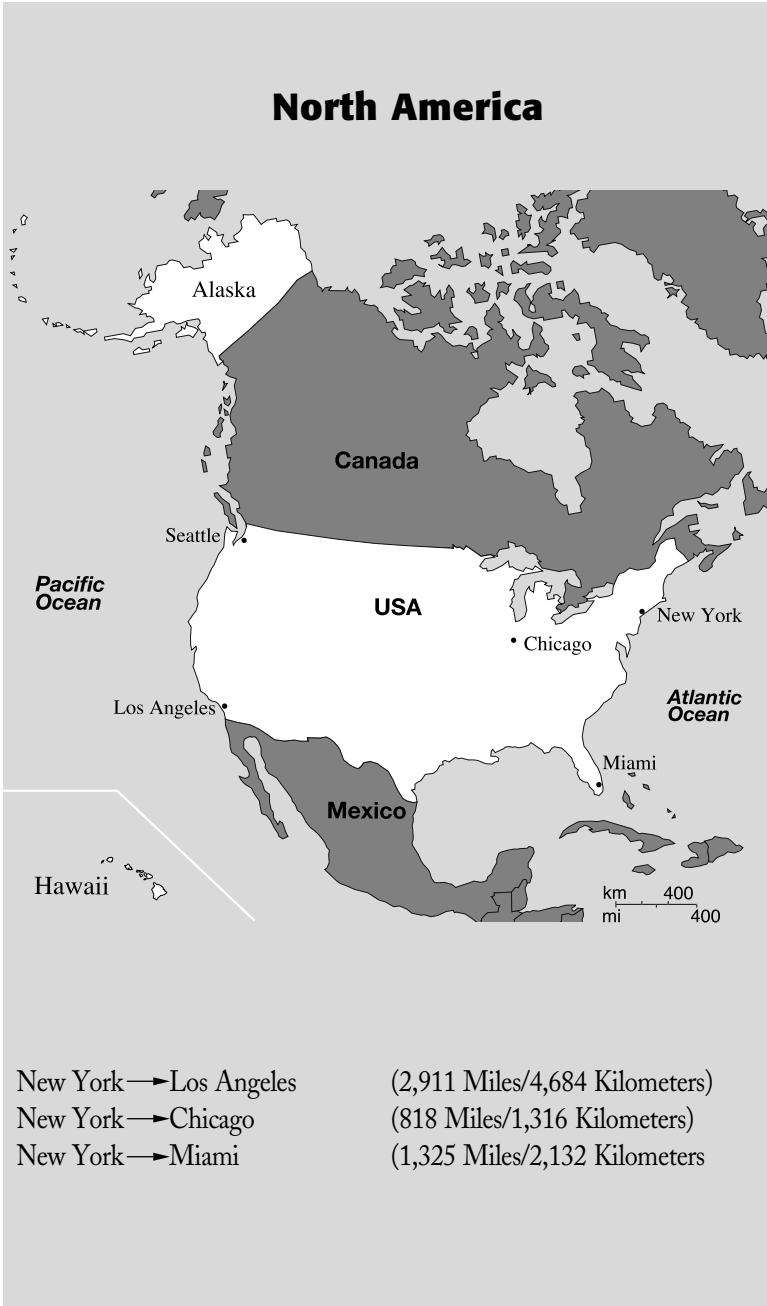 North America
Alaska
Canada
Seattle
Pacific
Ocean
USA
New York
Chicago
Los Angeles
Atlantic
Ocean
Miami
Mexico
Hawaii
km 400
mi 400
New York→Los Angeles (2,911 Miles/4,684 Kilometers)
New York→Chicago (818 Miles/1,316 Kilometers)
New York→Miami (1,325 Miles/2,132 Kilometers